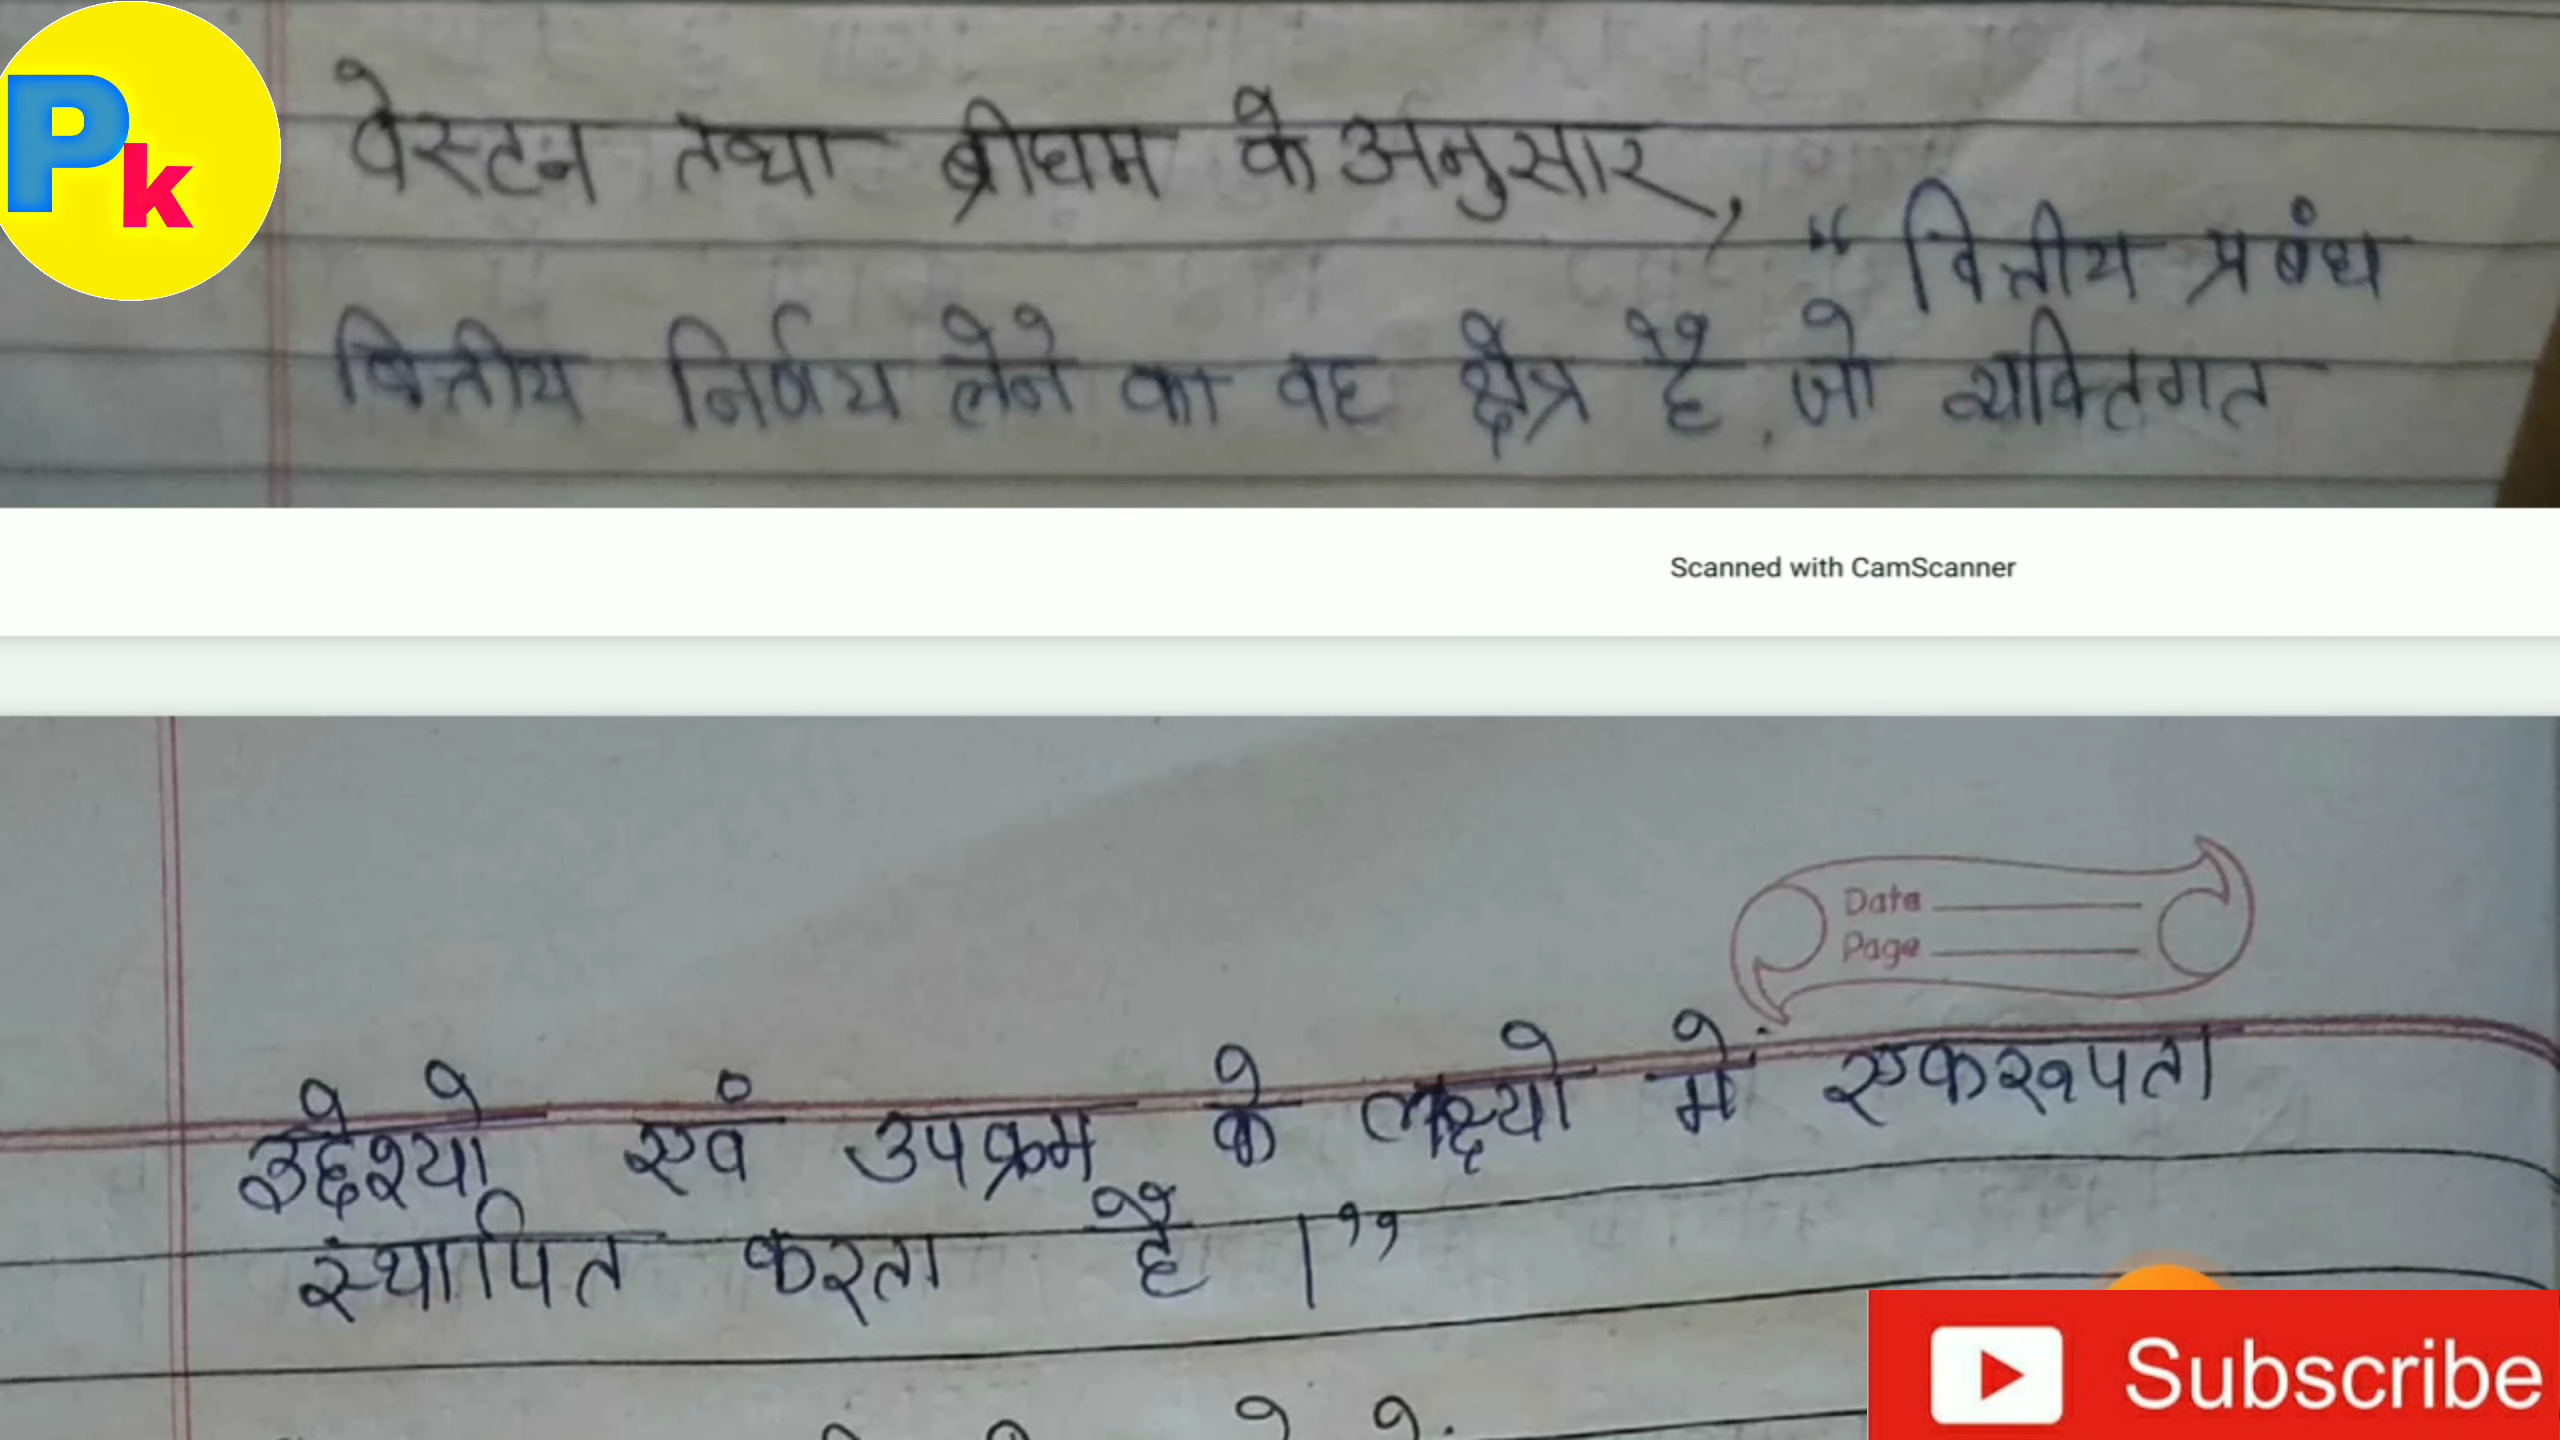 Pk
वेस्टन तथा ब्रीघम के अनुसार,
“ वित्तीय प्रबंध
वित्तीय निर्णय लेने का वह क्षेत्र है, जो व्यक्तिगत
Scanned with CamScanner
Date
Page
उद्देश्यो एवं उपक्रम के लक्ष्यो में एकरूपता
स्थापित करता है ।”
Subscribe